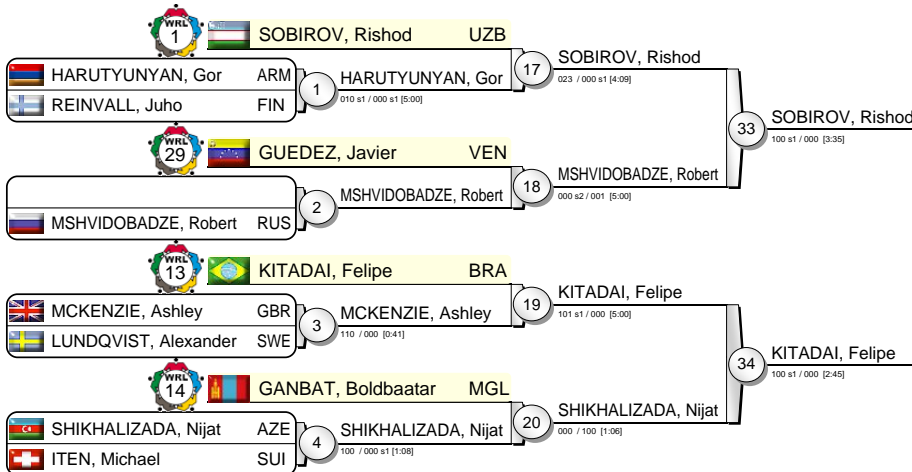 WRL
1
SOBIROV, Rishod UZB
HARUTYUNYAN, Gor ARM
REINVALL, Juho FIN
1
HARUTYUNYAN, Gor
010 s1 / 000 s1 [5:00]
17
SOBIROV, Rishod
023 / 000 s1 [4:09]
WRL
29
GUEDEZ, Javier VEN
MSHVIDOBADZE, Robert RUS
2
MSHVIDOBADZE, Robert
18
MSHVIDOBADZE, Robert
000 s2 / 001 [5:00]
33
SOBIROV, Rishod
100 s1 / 000 [3:35]
WRL
13
KITADAI, Felipe BRA
MCKENZIE, Ashley GBR
LUNDQVIST, Alexander SWE
3
MCKENZIE, Ashley
110 / 000 [0:41]
19
KITADAI, Felipe
101 s1 / 000 [5:00]
WRL
14
GANBAT, Boldbaatar MGL
SHIKHALIZADA, Nijat AZE
ITEN, Michael SUI
4
SHIKHALIZADA, Nijat
100 / 000 s1 [1:08]
20
SHIKHALIZADA, Nijat
000 / 100 [1:06]
34
KITADAI, Felipe
100 s1 / 000 [2:45]